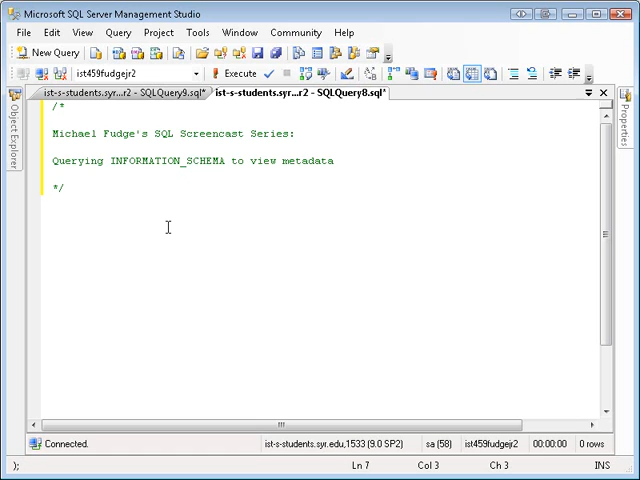 Microsoft SQL Server Management Studio
File Edit View Query Project Tools Window Community Help
New Query
ist459fudgejr2 Execute
ist-s-students.syr...r2 - SQLQuery9.sql* ist-s-students.syr...r2 - SQLQuery8.sql*
Object Explorer
Properties
/*
Michael Fudge's SQL Screencast Series:
Querying INFORMATION_SCHEMA to view metadata
*/
Connected. ist-s-students.syr.edu,1533 (9.0 SP2) sa (58) ist459fudgejr2 00:00:00 0 rows
); Ln 7 Col 3 Ch 3 INS